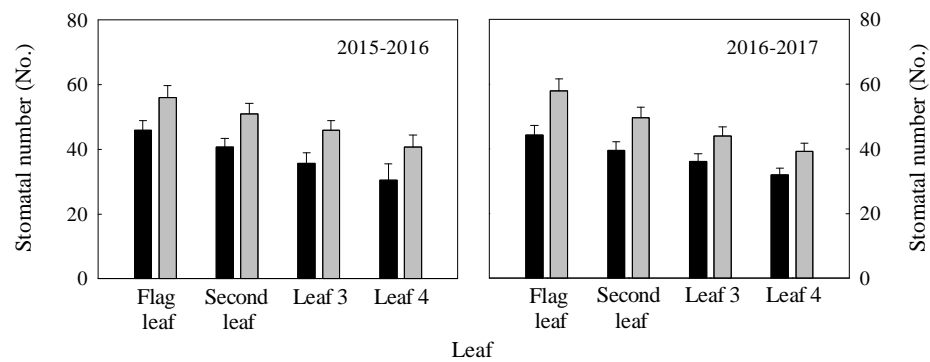 80
60
40
20
0
Stomatal number (No.)
2015-2016
Flag leaf
Second leaf
Leaf 3
Leaf 4
2016-2017
Flag leaf
Second leaf
Leaf 3
Leaf 4
80
60
40
20
0
Stomatal number (No.)
Leaf